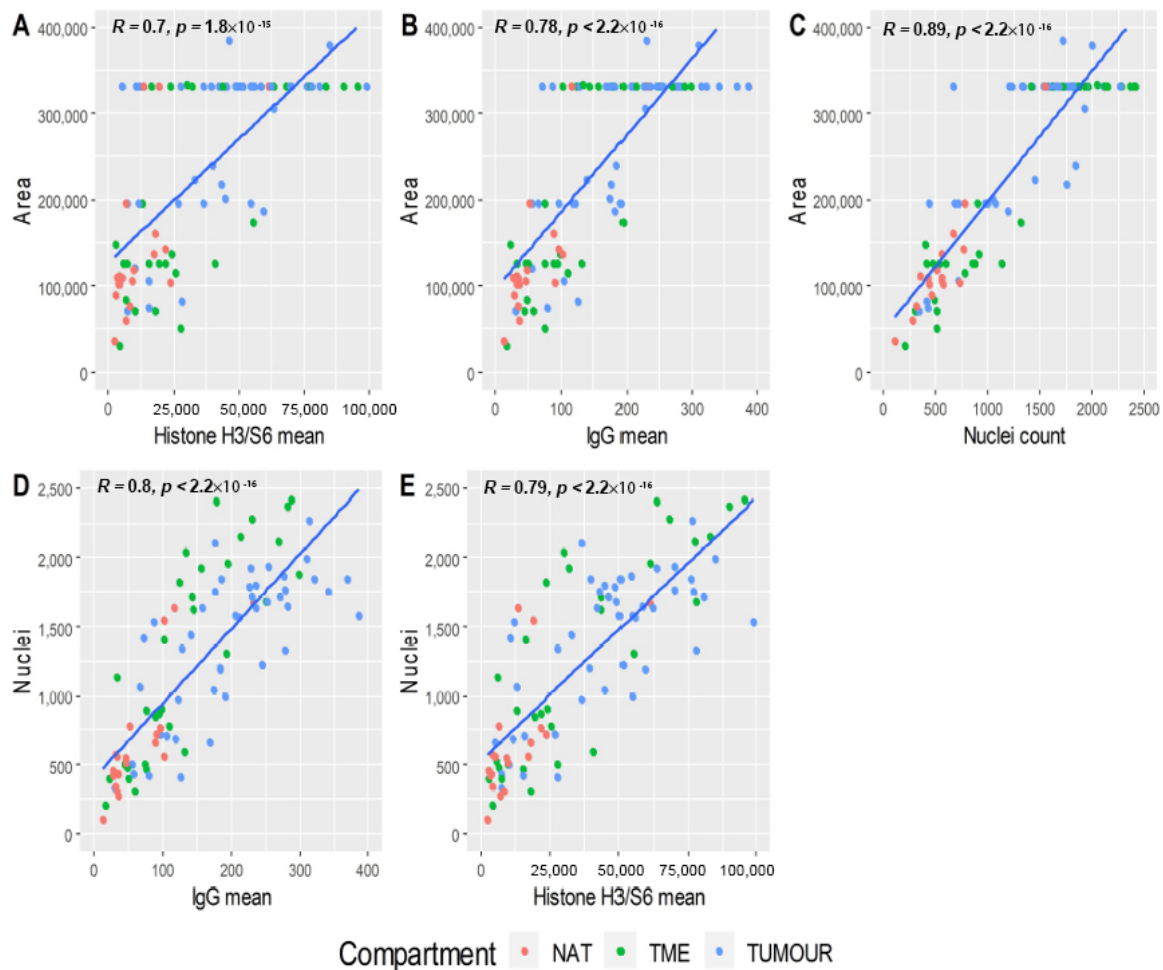 A
R = 0.7, p = 1.8×10 -15
400,000
300,000
200,000
100,000
0
Area
0 25,000 50,000 75,000 100,000
Histone H3/S6 mean
B
R = 0.78, p < 2.2×10 -16
400,000
300,000
200,000
100,000
0
Area
0 100 200 300 400
IgG mean
C
R = 0.89, p < 2.2×10 -16
400,000
300,000
200,000
100,000
0
Area
0 500 1000 1500 2000 2500
Nuclei count
D
R = 0.8, p < 2.2×10 -16
2,500
2,000
1,500
1,000
500
0
Nuclei
0 100 200 300 400
IgG mean
E
R = 0.79, p < 2.2×10 -16
2,500
2,000
1,500
1,000
500
0
Nuclei
0 25,000 50,000 75,000 100,000
Histone H3/S6 mean
Compartment NAT TME TUMOUR